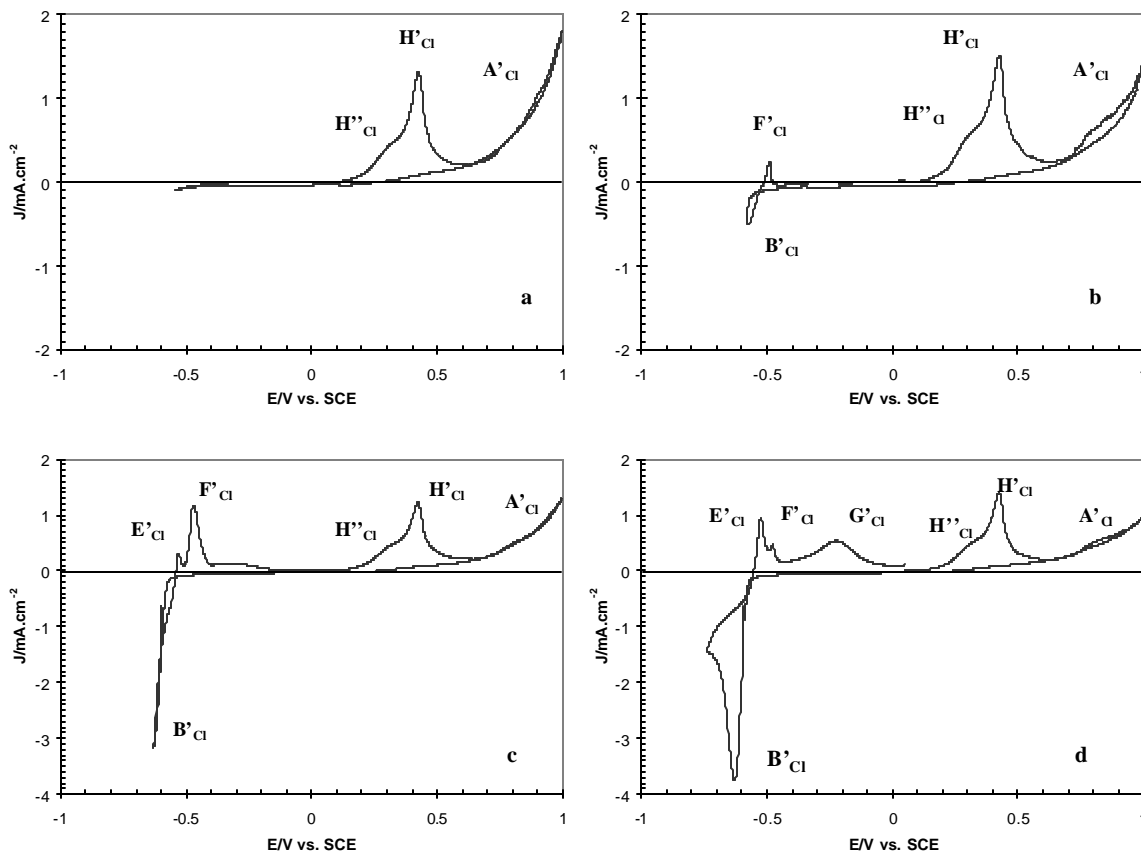 2
H’Cl
A’Cl
1
H’’Cl
0
-1
a
-2
-1 -0.5 0 0.5 1
E/V vs. SCE
J/mA.cm-2
2
H’Cl
A’Cl
1
H’’Cl
F’Cl
0
B’Cl
-1
b
-2
-1 -0.5 0 0.5 1
E/V vs. SCE
J/mA.cm-2
2
F’Cl H’Cl
A’Cl
E’Cl H’’Cl
1
0
-1
-2
B’Cl
-3
c
-4
-1 -0.5 0 0.5 1
E/V vs. SCE
J/mA.cm-2
2
H’Cl
E’Cl F’Cl G’Cl A’Cl
H’’Cl
1
0
-1
-2
-3
B’Cl d
-4
-1 -0.5 0 0.5 1
E/V vs. SCE
J/mA.cm-2